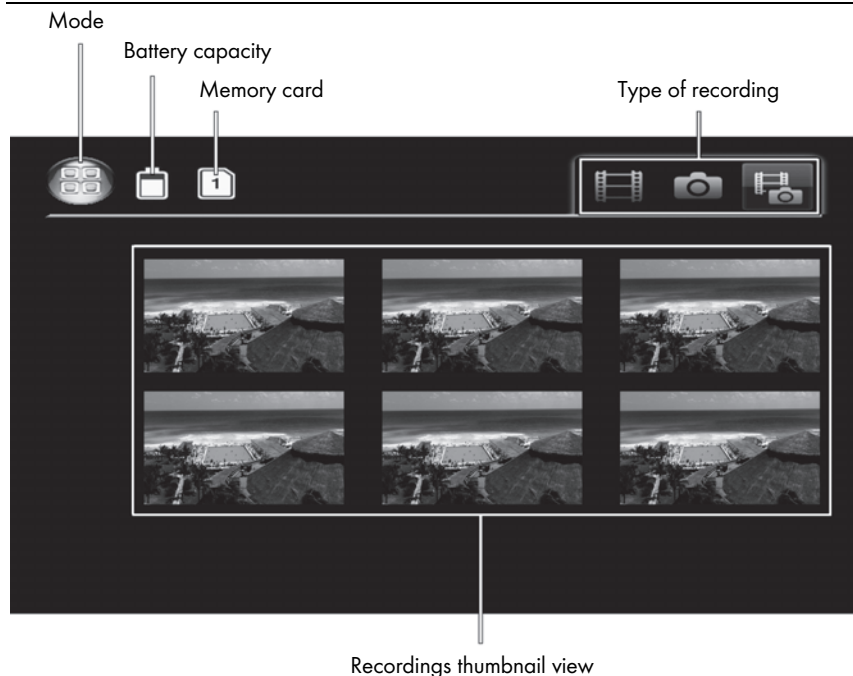 Mode
Battery capacity
Memory card
Type of recording
1
Recordings thumbnail view